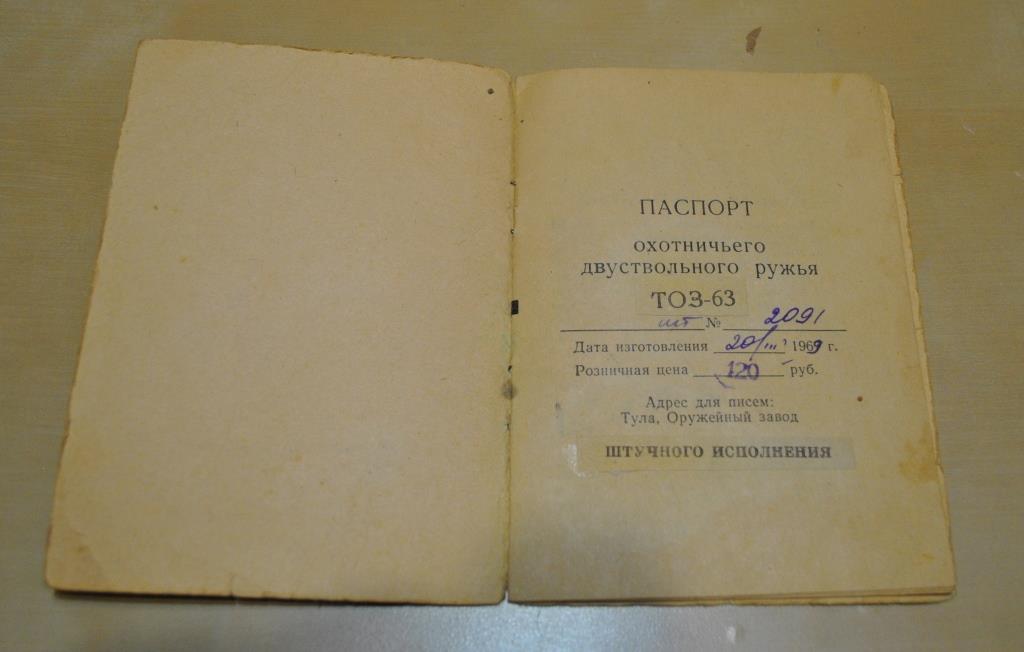 ПАСПОРТ
охотничьего
двуствольного ружья
ТОЗ-63
шт № 2091
Дата изготовления 20/III 1969 г.
Розничная цена 120 руб.
Адрес для писем:
Тула, Оружейный завод
ШТУЧНОГО ИСПОЛНЕНИЯ